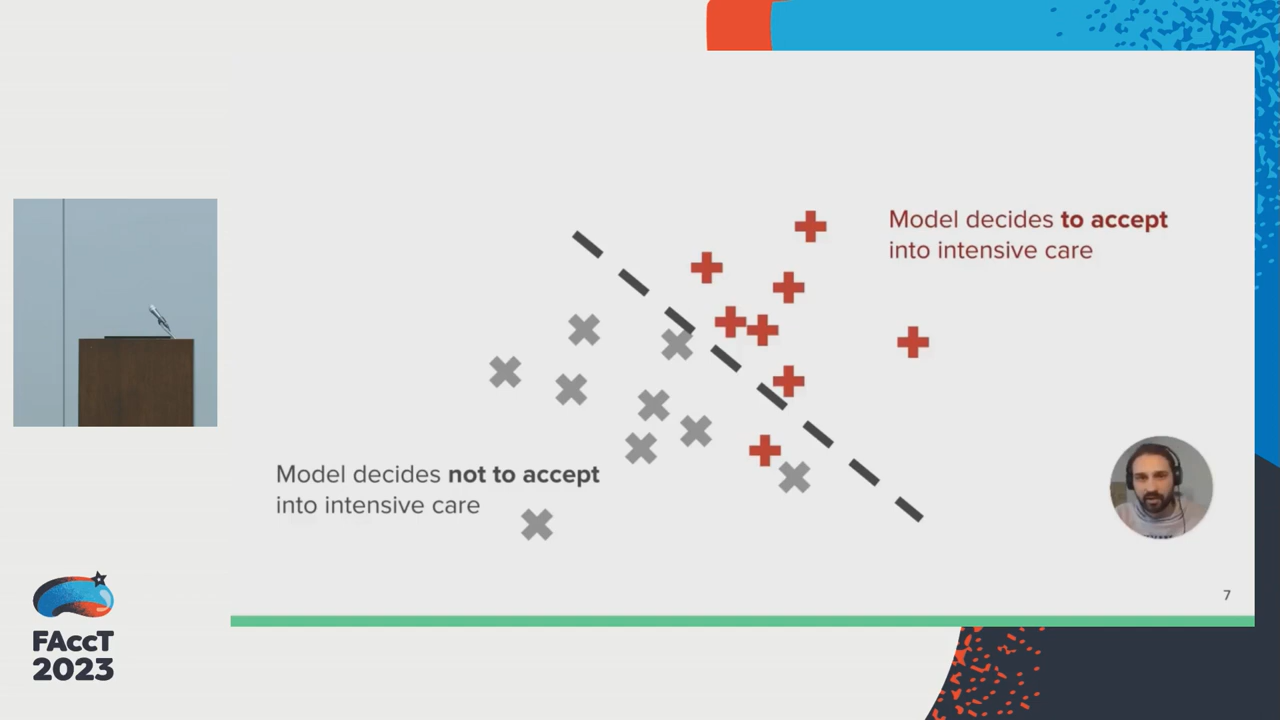 Model decides to accept
into intensive care
Model decides not to accept
into intensive care
7
FAccT
2023